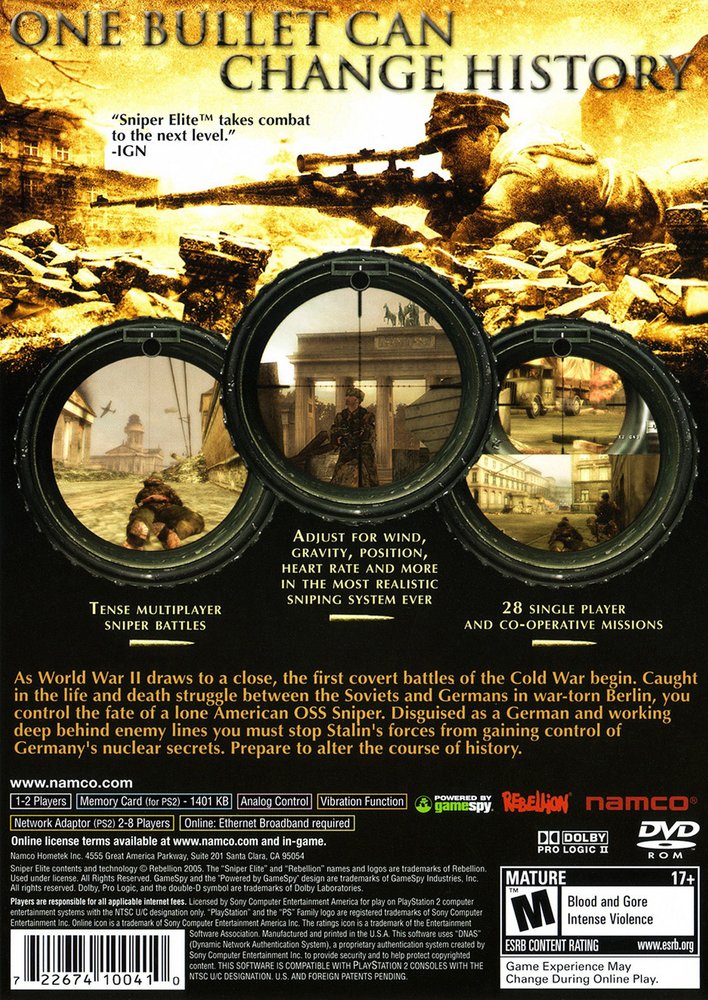 ONE BULLET CAN
CHANGE HISTORY
"Sniper Elite™ takes combat
to the next level."
-IGN
ADJUST FOR WIND,
GRAVITY, POSITION,
HEART RATE AND MORE
IN THE MOST REALISTIC
SNIPING SYSTEM EVER
TENSE MULTIPLAYER
SNIPER BATTLES
28 SINGLE PLAYER
AND CO-OPERATIVE MISSIONS
As World War II draws to a close, the first covert battles of the Cold War begin. Caught
in the life and death struggle between the Soviets and Germans in war-torn Berlin, you
control the fate of a lone American OSS Sniper. Disguised as a German and working
deep behind enemy lines you must stop Stalin's forces from gaining control of
Germany's nuclear secrets. Prepare to alter the course of history.
www.namco.com
1-2 Players Memory Card (for PS2) - 1401 KB Analog Control Vibration Function
POWERED BY
gamespy
REBELLION
namco®
Network Adaptor (PS2) 2-8 Players Online: Ethernet Broadband required
Online license terms available at www.namco.com and in-game.
DOLBY
PRO LOGIC II
DVD
ROM
Namco Hometek Inc. 4555 Great America Parkway, Suite 201 Santa Clara, CA 95054
Sniper Elite contents and technology © Rebellion 2005. The "Sniper Elite" and "Rebellion" names and logos are trademarks of Rebellion.
Used under license. All Rights Reserved. GameSpy and the "Powered by GameSpy" design are trademarks of GameSpy Industries, Inc.
All rights reserved. Dolby, Pro Logic, and the double-D symbol are trademarks of Dolby Laboratories.
Players are responsible for all applicable internet fees. Licensed by Sony Computer Entertainment America for play on PlayStation 2 computer
entertainment systems with the NTSC U/C designation only. "PlayStation" and the "PS" Family logo are registered trademarks of Sony Computer
Entertainment Inc. Online icon is a trademark of Sony Computer Entertainment America Inc. The ratings icon is a trademark of the Entertainment
Software Association. Manufactured and printed in the U.S.A. This software uses "DNAS"
(Dynamic Network Authentication System), a proprietary authentication system created by
Sony Computer Entertainment Inc. to provide security and to help protect copyrighted
content. THIS SOFTWARE IS COMPATIBLE WITH PLAYSTATION 2 CONSOLES WITH THE
NTSC U/C DESIGNATION. U.S. AND FOREIGN PATENTS PENDING.
7 22674 10041 0
MATURE 17+
TM
M
Blood and Gore
Intense Violence
ESRB CONTENT RATING www.esrb.org
Game Experience May
Change During Online Play.